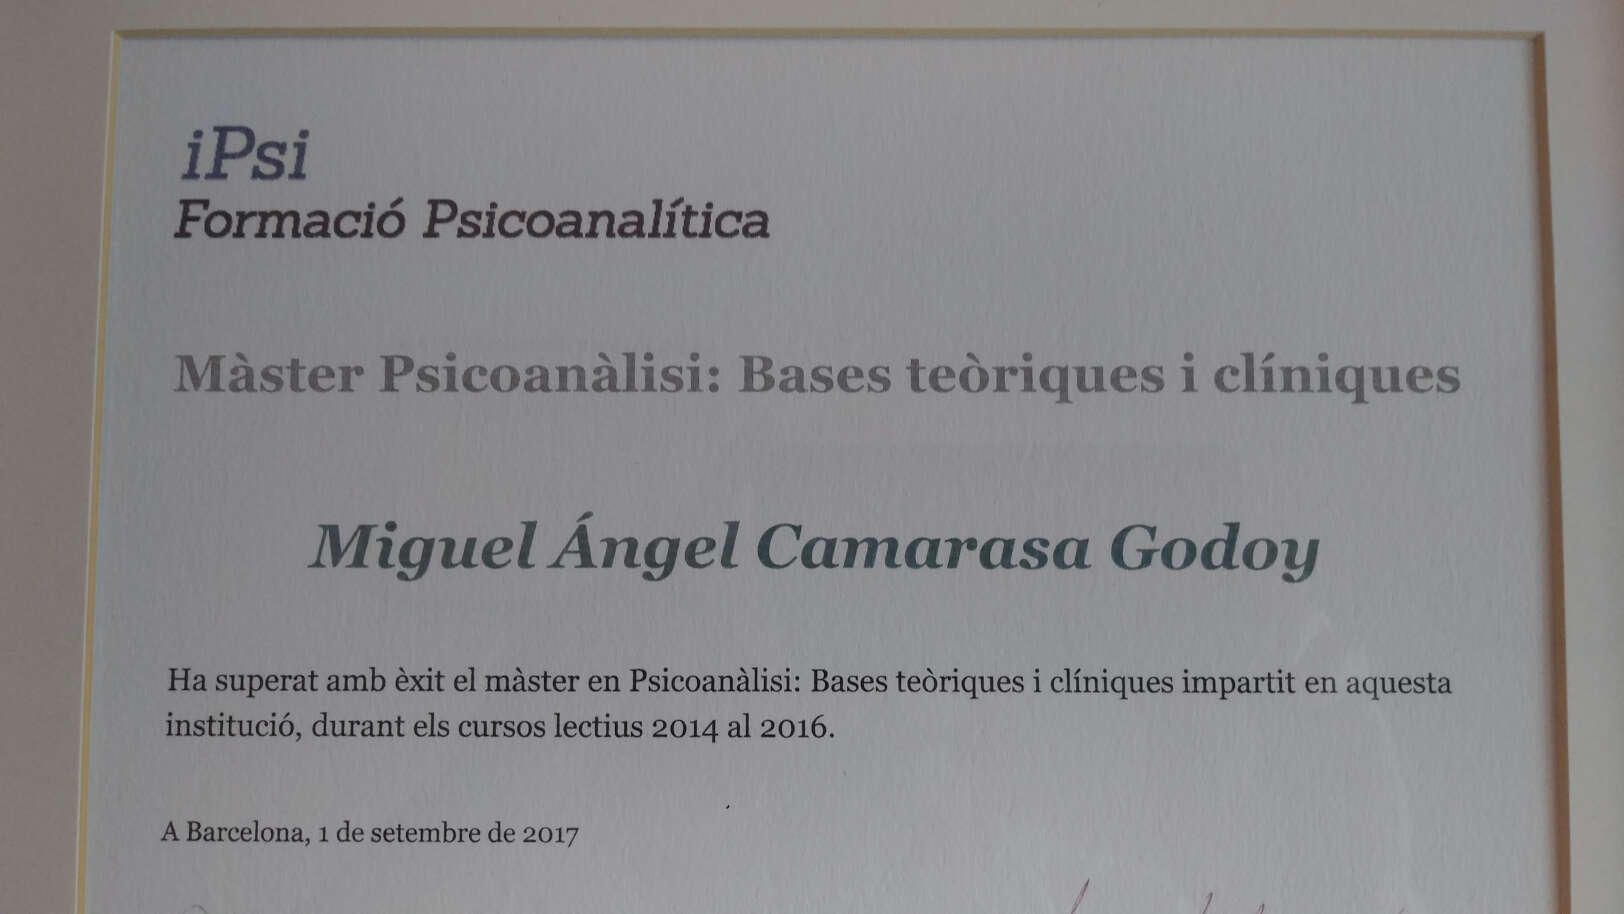 iPsi
Formació Psicoanalítica
Màster Psicoanàlisi: Bases teòriques i clíniques
Miguel Ángel Camarasa Godoy
Ha superat amb èxit el màster en Psicoanàlisi: Bases teòriques i clíniques impartit en aquesta
institució, durant els cursos lectius 2014 al 2016.
A Barcelona, 1 de setembre de 2017